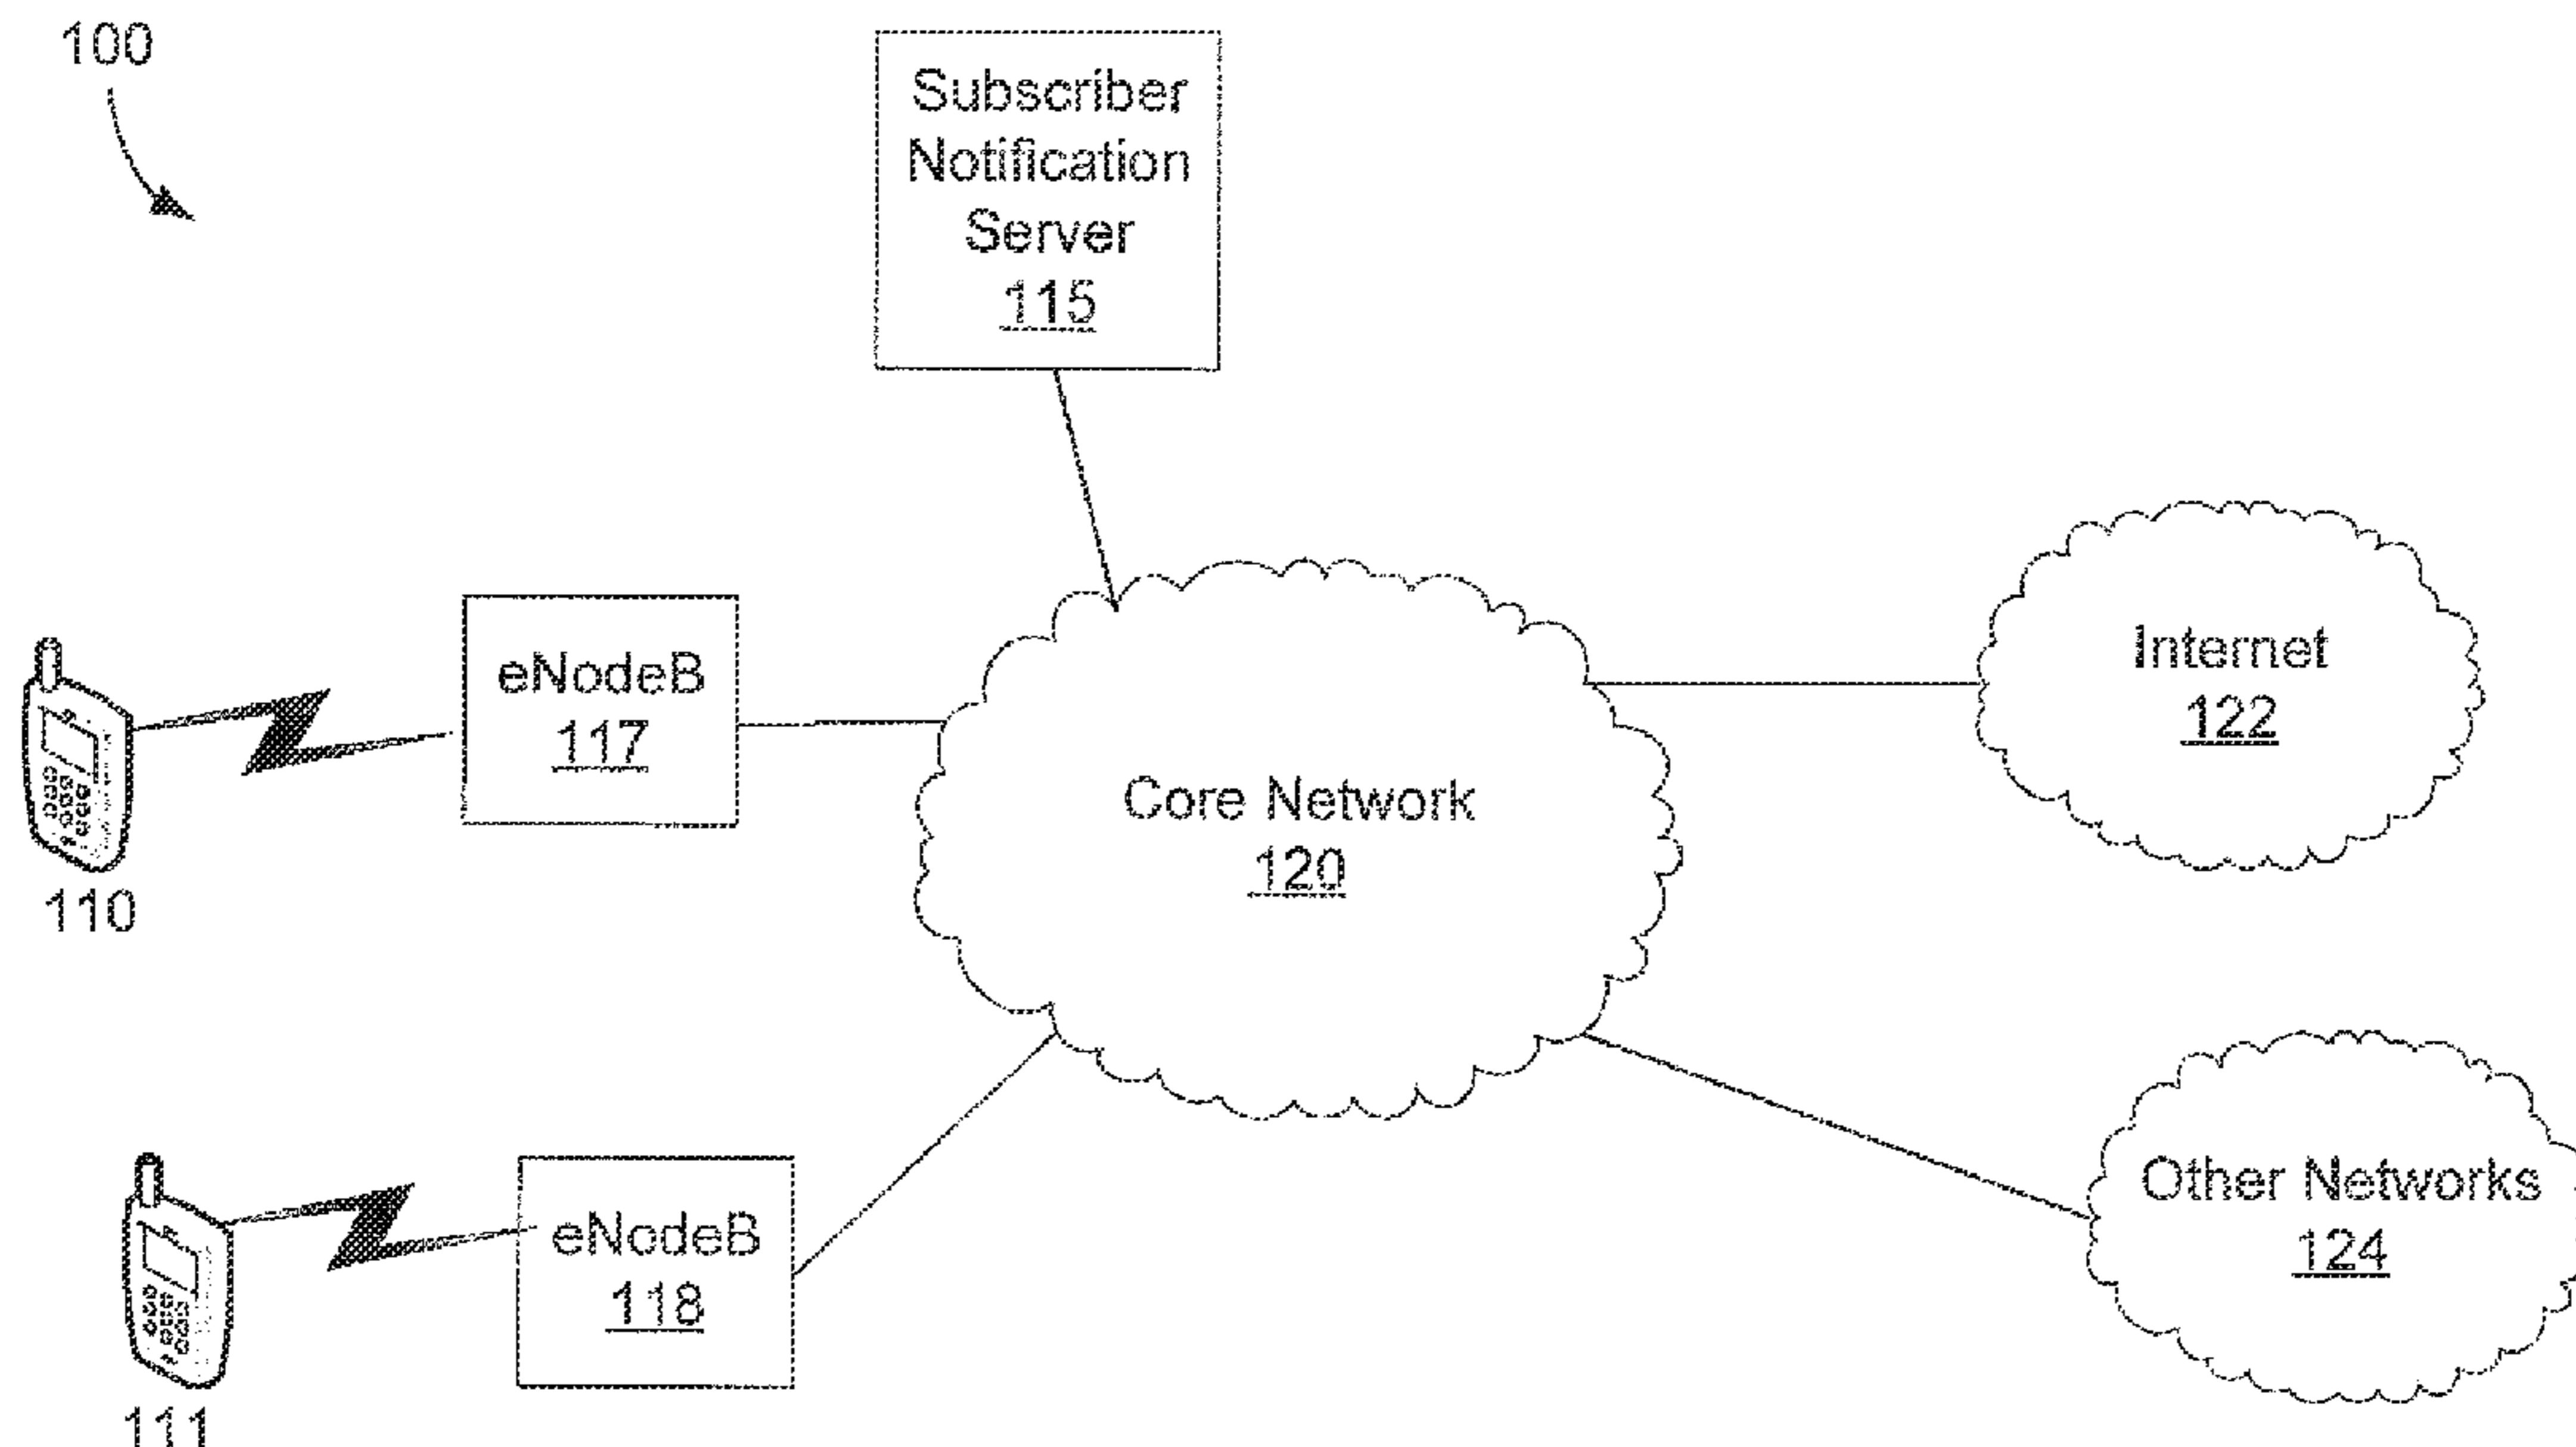 100
Subscriber
Notification
Server
115
eNodeB
117
110
Core Network
120
Internet
122
eNodeB
118
111
Other Networks
124